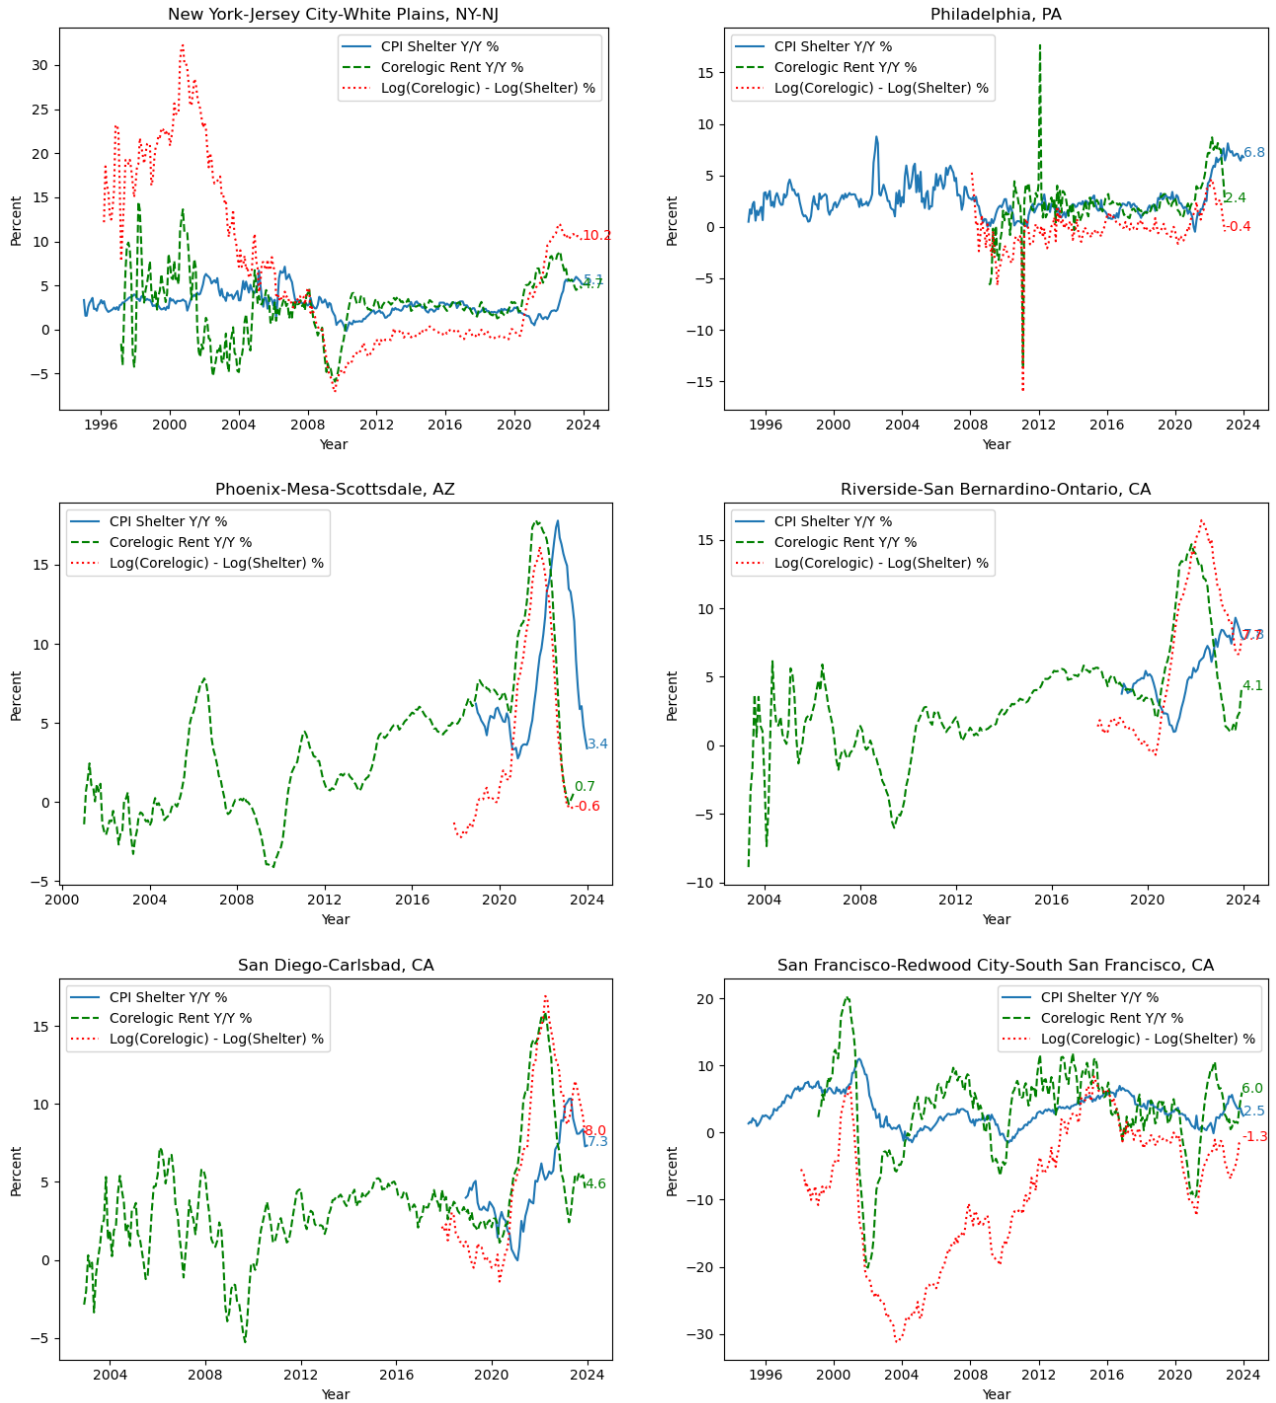 New York-Jersey City-White Plains, NY-NJ
CPI Shelter Y/Y %
Corelogic Rent Y/Y %
Log(Corelogic) - Log(Shelter) %
30
25
20
15
10
5
0
−5
Percent
10.2
5.1
4.7
1996 2000 2004 2008 2012 2016 2020 2024
Year
Philadelphia, PA
CPI Shelter Y/Y %
Corelogic Rent Y/Y %
Log(Corelogic) - Log(Shelter) %
15
10
5
0
−5
−10
−15
Percent
6.8
2.4
-0.4
1996 2000 2004 2008 2012 2016 2020 2024
Year
Phoenix-Mesa-Scottsdale, AZ
CPI Shelter Y/Y %
Corelogic Rent Y/Y %
Log(Corelogic) - Log(Shelter) %
15
10
5
0
−5
Percent
3.4
0.7
-0.6
2000 2004 2008 2012 2016 2020 2024
Year
Riverside-San Bernardino-Ontario, CA
CPI Shelter Y/Y %
Corelogic Rent Y/Y %
Log(Corelogic) - Log(Shelter) %
15
10
5
0
−5
−10
Percent
4.1
2004 2008 2012 2016 2020 2024
Year
San Diego-Carlsbad, CA
CPI Shelter Y/Y %
Corelogic Rent Y/Y %
Log(Corelogic) - Log(Shelter) %
15
10
5
0
−5
Percent
8.0
7.3
4.6
2004 2008 2012 2016 2020 2024
Year
San Francisco-Redwood City-South San Francisco, CA
CPI Shelter Y/Y %
Corelogic Rent Y/Y %
Log(Corelogic) - Log(Shelter) %
20
10
0
−10
−20
−30
Percent
6.0
2.5
-1.3
1996 2000 2004 2008 2012 2016 2020 2024
Year